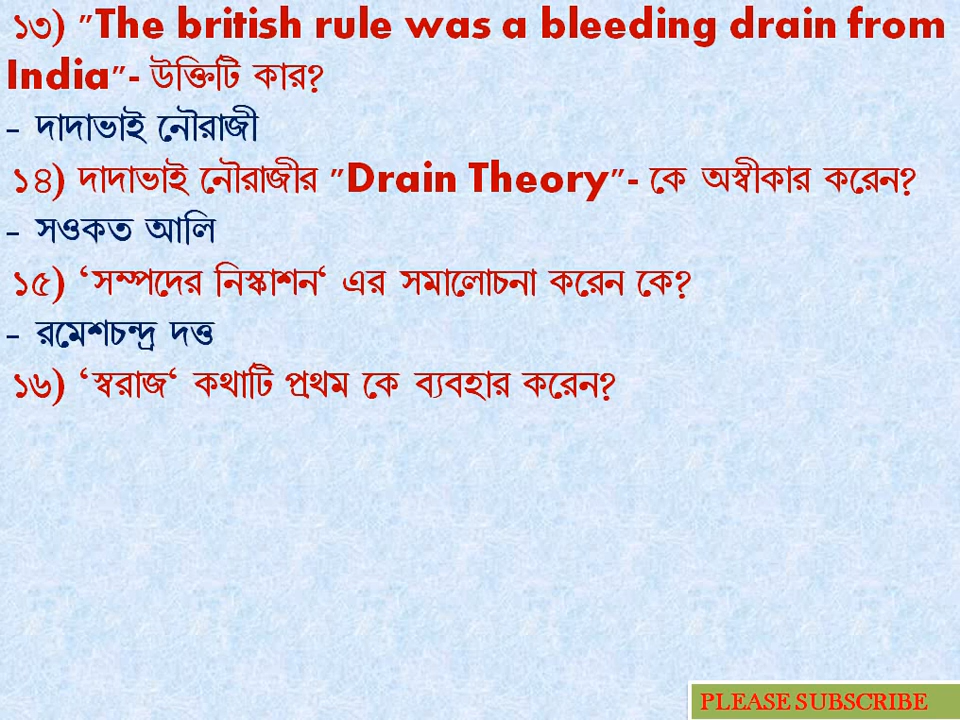 ১৩) "The british rule was a bleeding drain from
India"- উক্তিটি কার?
- দাদাভাই নৌরাজী
১৪) দাদাভাই নৌরাজীর "Drain Theory"- কে অস্বীকার করেন?
- সওকত আলি
১৫) ‘সম্পদের নিস্কাশন‘ এর সমালোচনা করেন কে?
- রমেশচন্দ্র দত্ত
১৬) ‘স্বরাজ‘ কথাটি প্রথম কে ব্যবহার করেন?
PLEASE SUBSCRIBE